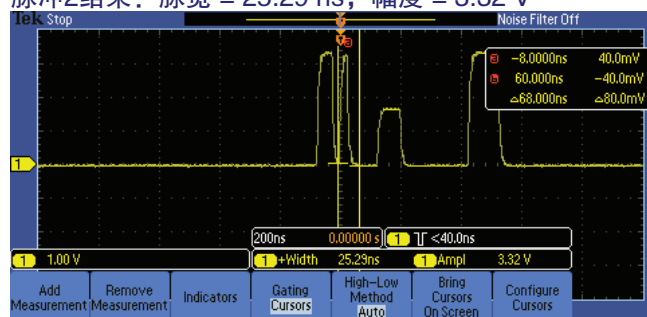 脉冲2结果：脉宽 = 25.29 ns，幅度 = 3.32 V
Tek Stop
Noise Filter Off
a -8.0000ns 40.0mV
b 60.000ns -40.0mV
△68.000ns △80.0mV
1
200ns 0.00000 s 1 <40.0ns
1 1.00 V
1 +Width 25.29ns 1 Ampl 3.32 V
Add Measurement
Remove Measurement
Indicators
Gating
Cursors
High-Low Method
Auto
Bring Cursors On Screen
Configure Cursors